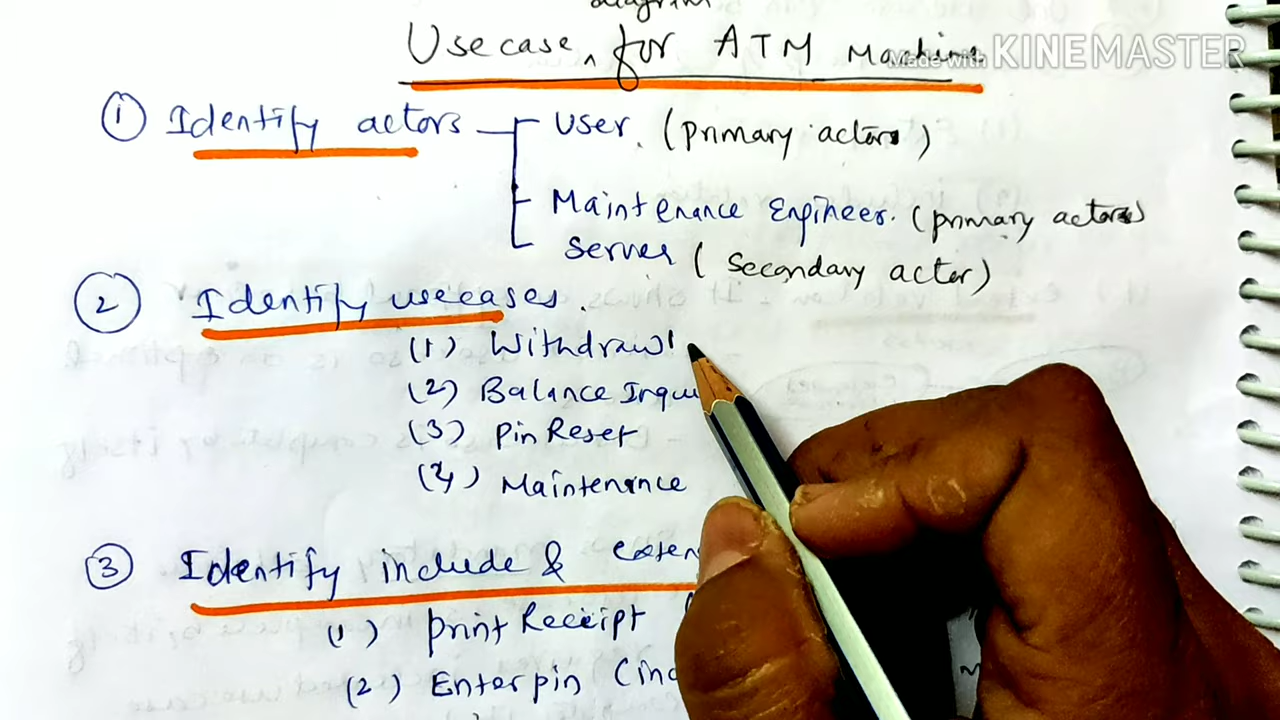 diagram
Usecase ^ for ATM Machine
Made with KINEMASTER
① Identify actors User. (primary actors)
Maintenance Engineer. (primary actors)
Server (Secondary actor)
② Identify usecases.
(1) Withdrawl
(2) Balance Inqu
(3) Pin Reset
(4) Maintenance
③ Identify include & exten
(1) Print Receipt (
(2) Enter pin (inc